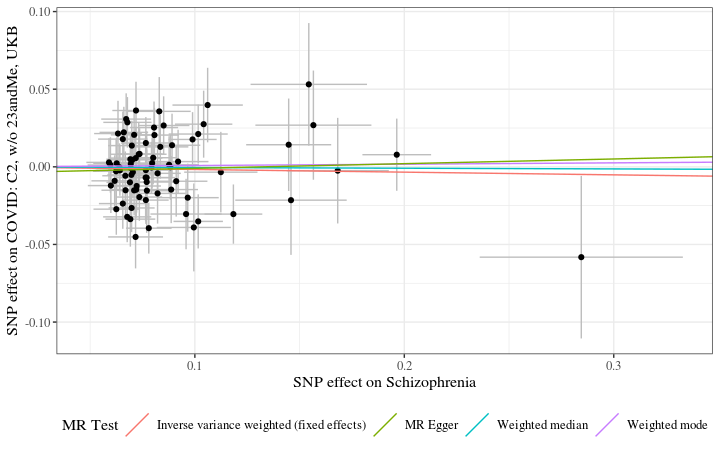 SNP effect on COVID: C2, w/o 23andMe, UKB
0.10
0.05
0.00
-0.05
-0.10
0.1 0.2 0.3
SNP effect on Schizophrenia
MR Test Inverse variance weighted (fixed effects) MR Egger Weighted median Weighted mode